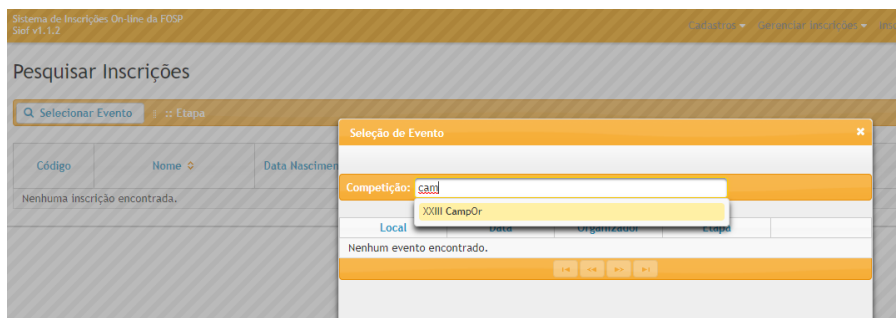 Sistema de Inscrições On-line da FOSP
Siof v1.1.2
Cadastros Gerenciar Inscrições
Pesquisar Inscrições
Selecionar Evento :: Etapa
Seleção de Evento
Código Nome Data Nascimen
Competição: cam
Nenhuma inscrição encontrada.
XXIII CampOr
Local Data Organizador Etapa
Nenhum evento encontrado.